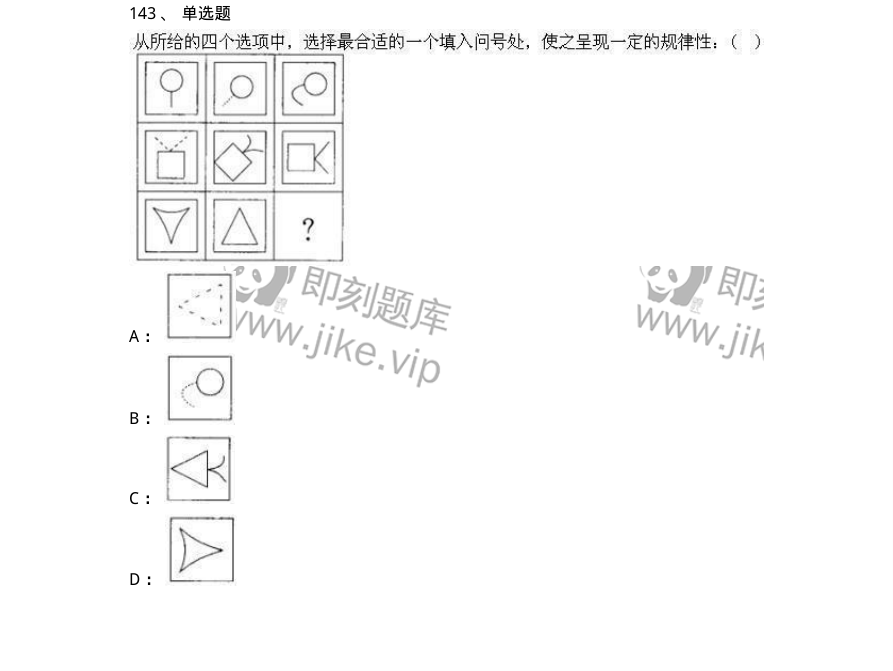 143 、 单选题
从所给的四个选项中，选择最合适的一个填入问号处，使之呈现一定的规律性：（ ）
?
即刻题库
www.jike.vip
即
www.jik
A：
B：
C：
D：